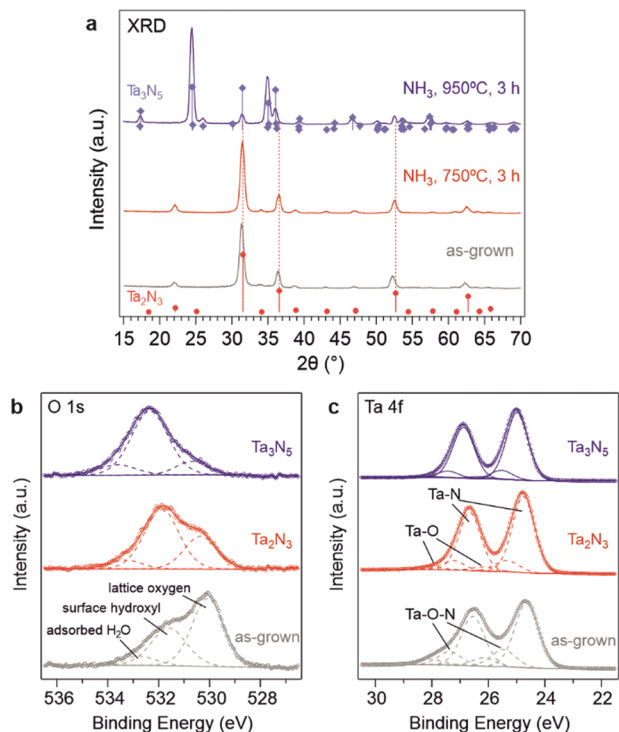 a
XRD
Ta₃N₅
NH₃, 950ºC, 3 h
NH₃, 750ºC, 3 h
as-grown
Ta₂N₃
Intensity (a.u.)
15 20 25 30 35 40 45 50 55 60 65 70
2θ (°)
b O 1s
Ta₃N₅
Ta₂N₃
lattice oxygen
surface hydroxyl
adsorbed H₂O
as-grown
Intensity (a.u.)
536 534 532 530 528
Binding Energy (eV)
c Ta 4f
Ta₃N₅
Ta-N
Ta₂N₃
Ta-O
Ta-O-N
as-grown
Intensity (a.u.)
30 28 26 24 22
Binding Energy (eV)